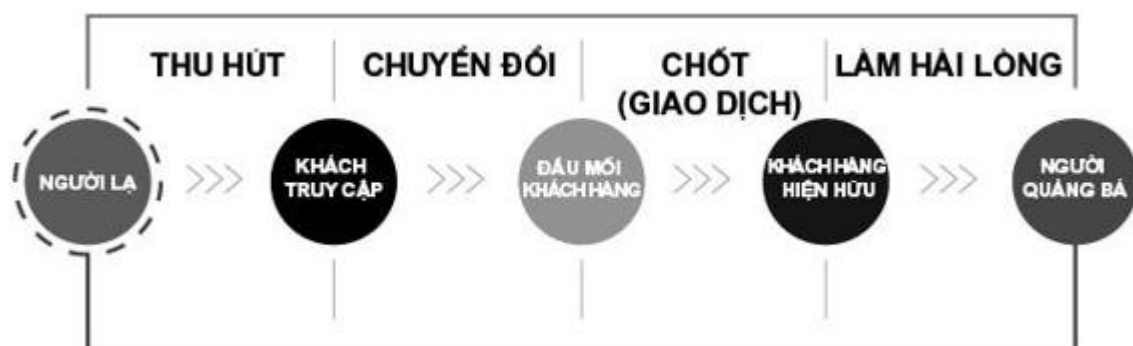 THU HÚT
CHUYỂN ĐỔI
CHỐT
(GIAO DỊCH)
LÀM HÀI LÒNG
NGƯỜI LẠ
KHÁCH
TRUY CẬP
ĐẦU MỐI
KHÁCH HÀNG
KHÁCH HÀNG
HIỆN HỮU
NGƯỜI
QUẢNG BÁ